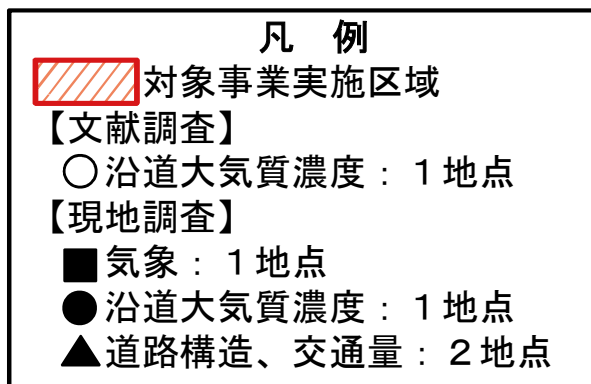 凡 例
対象事業実施区域
【文献調査】
○沿道大気質濃度：１地点
【現地調査】
■気象：１地点
●沿道大気質濃度：１地点
▲道路構造、交通量：２地点